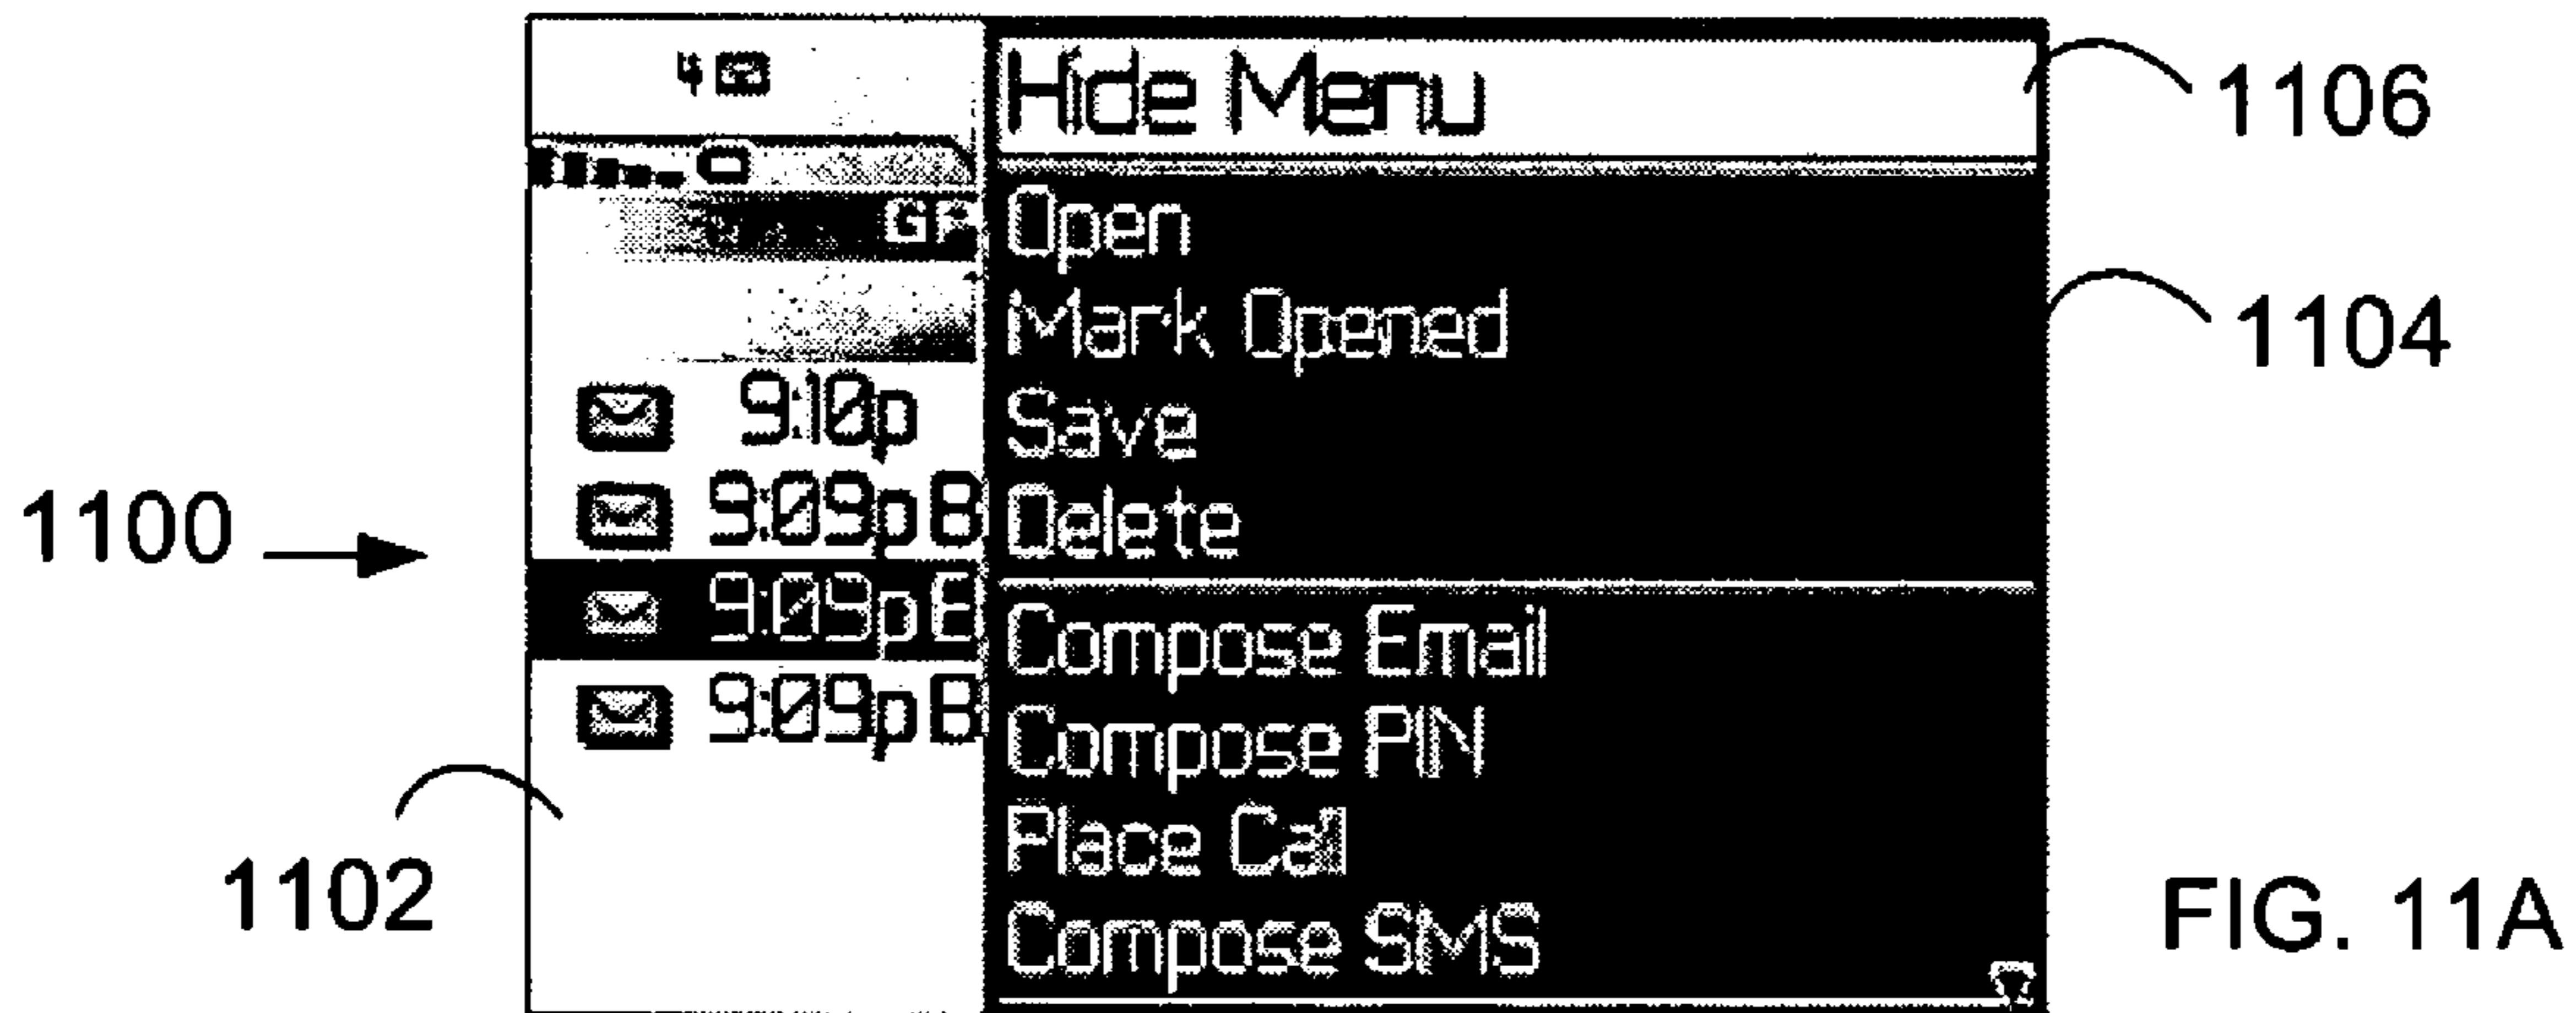 Hide Menu
1106
GP
Open
Mark Opened
1104
9:10p
Save
9:09p B
Delete
1100
9:09p E
Compose Email
9:09p B
Compose PIN
Place Call
1102
Compose SMS
FIG. 11A